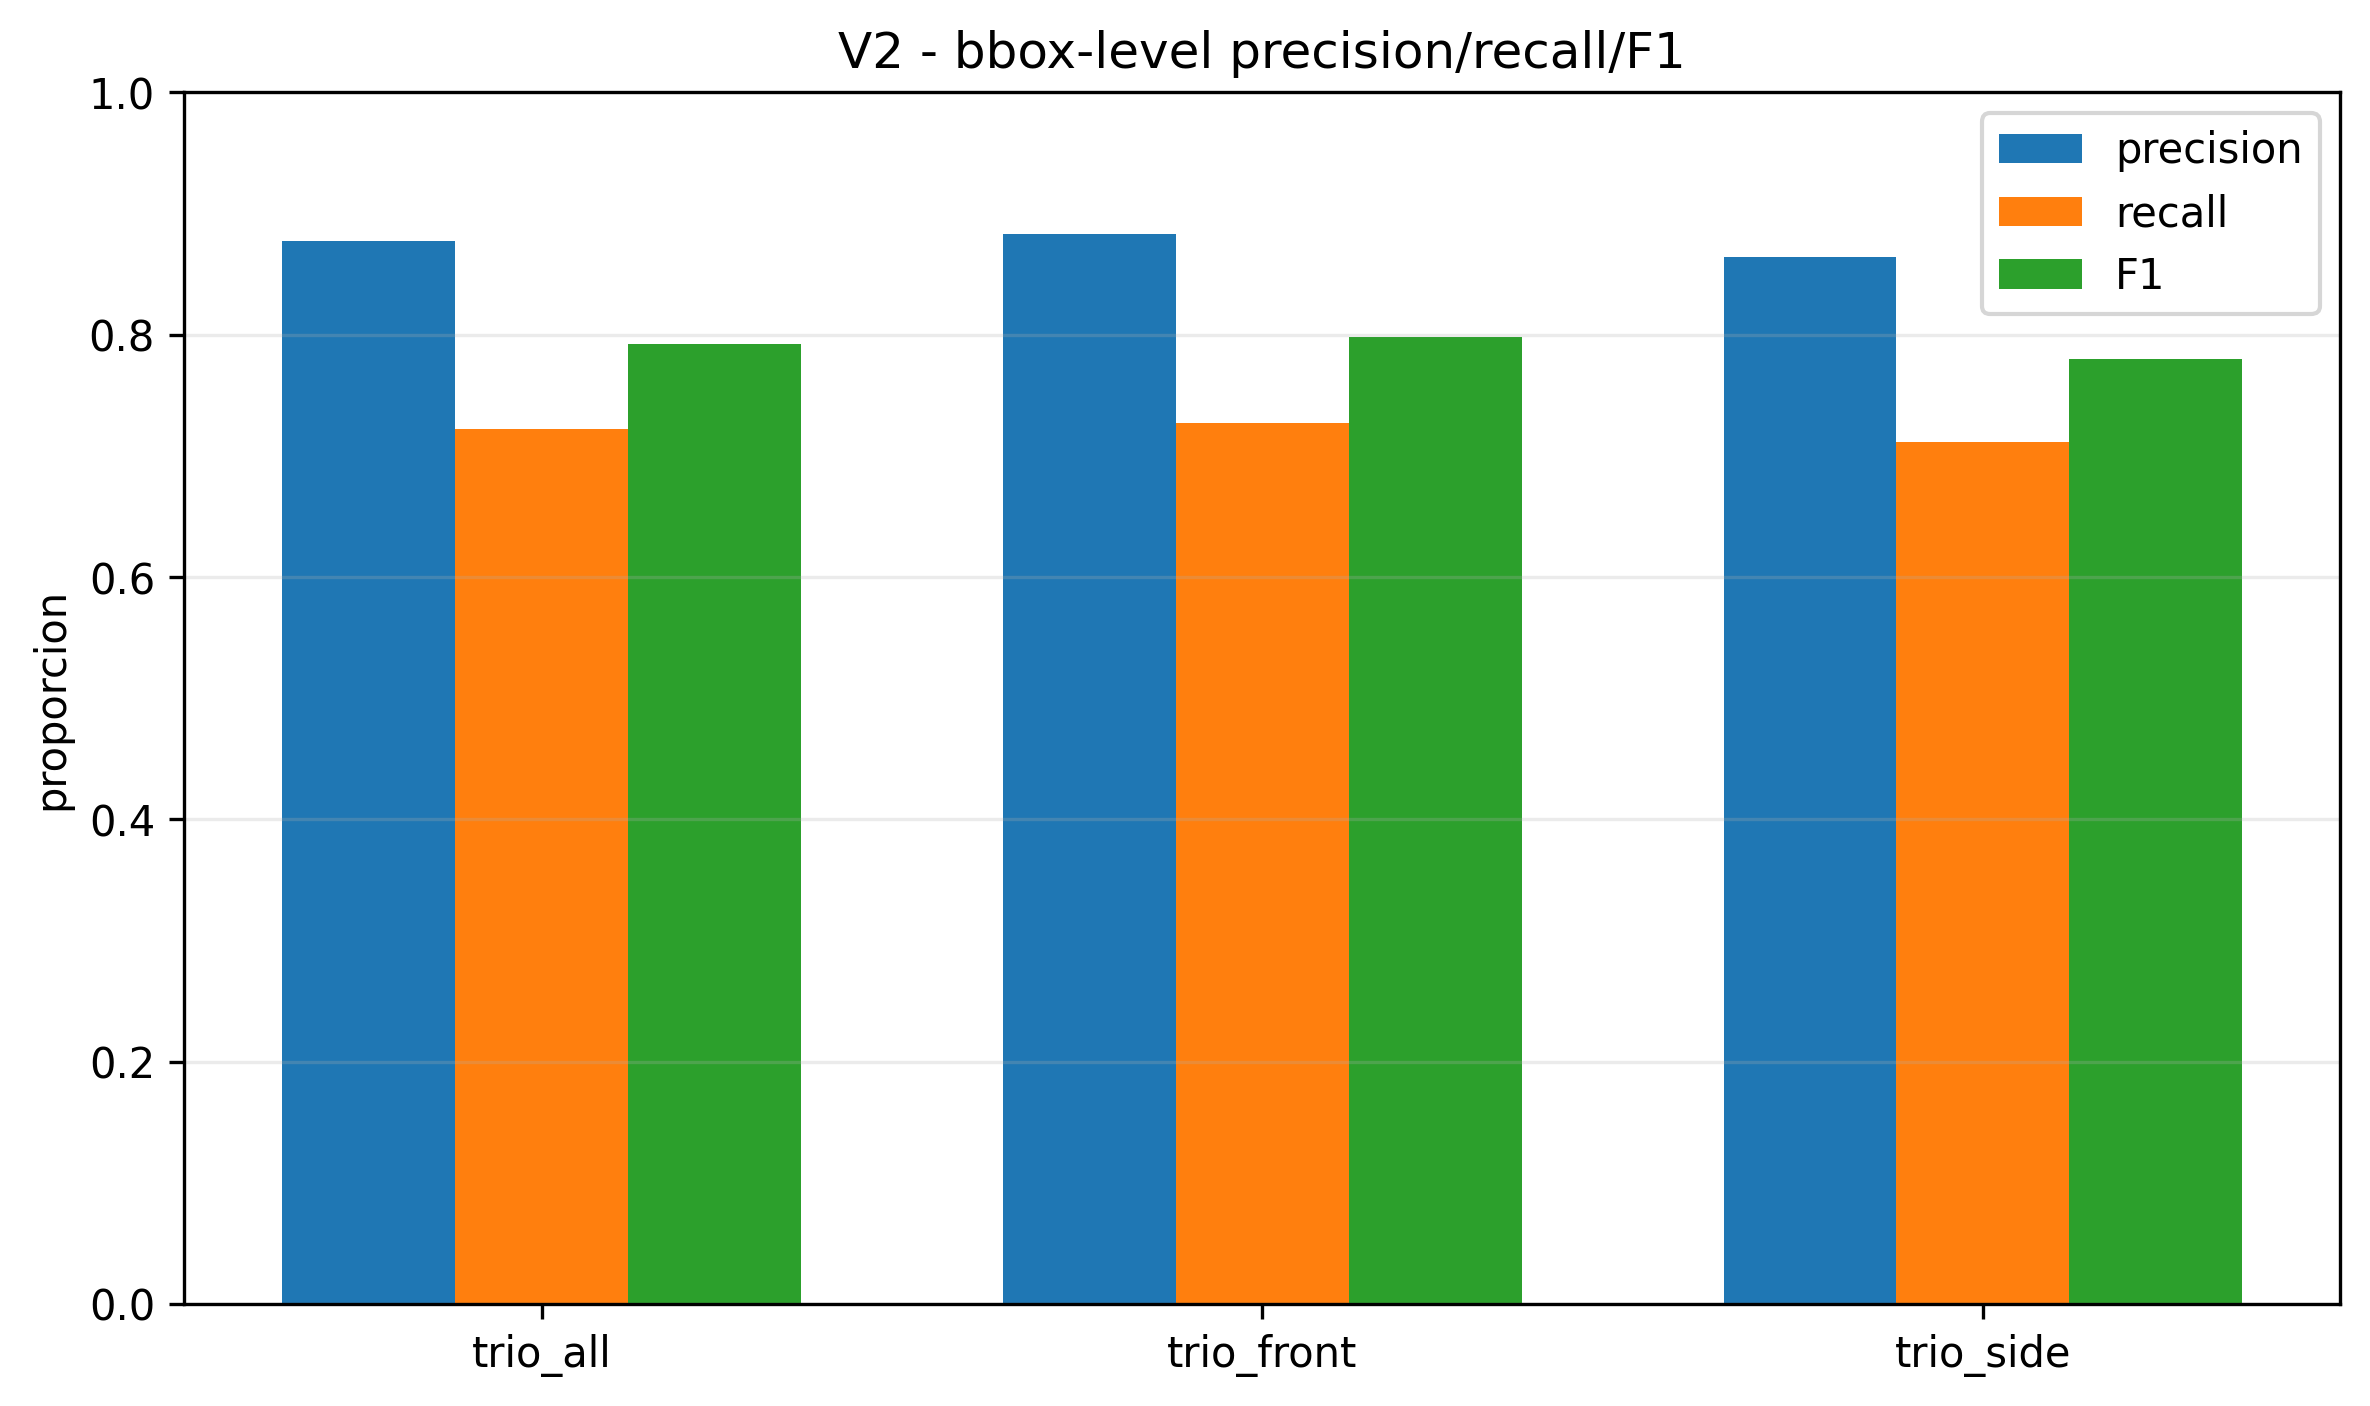 V2 - bbox-level precision/recall/F1
precision
recall
F1
proporcion
1.0
0.8
0.6
0.4
0.2
0.0
trio_all
trio_front
trio_side